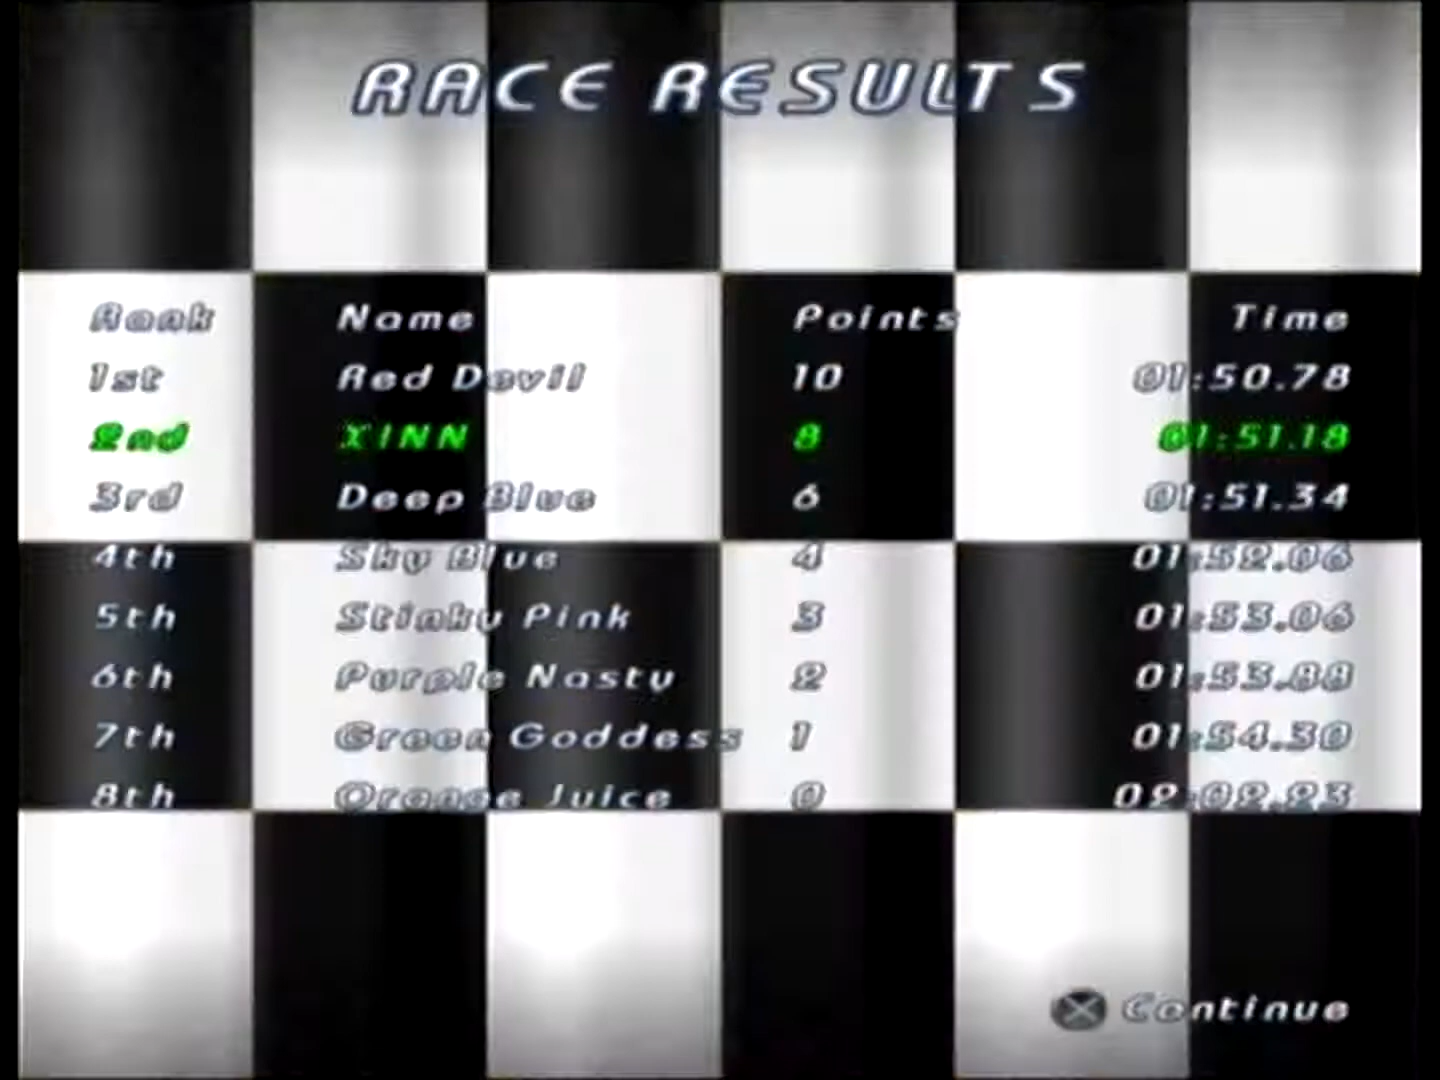 RACE RESULTS
Rank Name Points Time
1st Red Devil 10 01:50.78
2nd XINN 8 01:51.18
3rd Deep Blue 6 01:51.34
4th Sky Blue 4 01:52.06
5th Stinky Pink 3 01:53.06
6th Purple Nasty 2 01:53.88
7th Green Goddess 1 01:54.30
8th Orange Juice 0 02:02.23
Continue